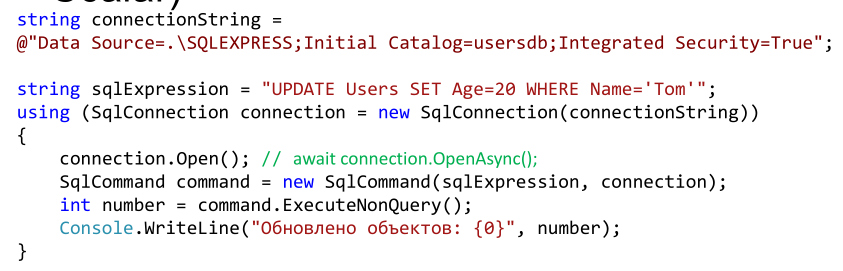 string connectionString =
@"Data Source=.\SQLEXPRESS;Initial Catalog=usersdb;Integrated Security=True";
string sqlExpression = "UPDATE Users SET Age=20 WHERE Name='Tom'";
using (SqlConnection connection = new SqlConnection(connectionString))
{
connection.Open(); // await connection.OpenAsync();
SqlCommand command = new SqlCommand(sqlExpression, connection);
int number = command.ExecuteNonQuery();
Console.WriteLine("Обновлено объектов: {0}", number);
}